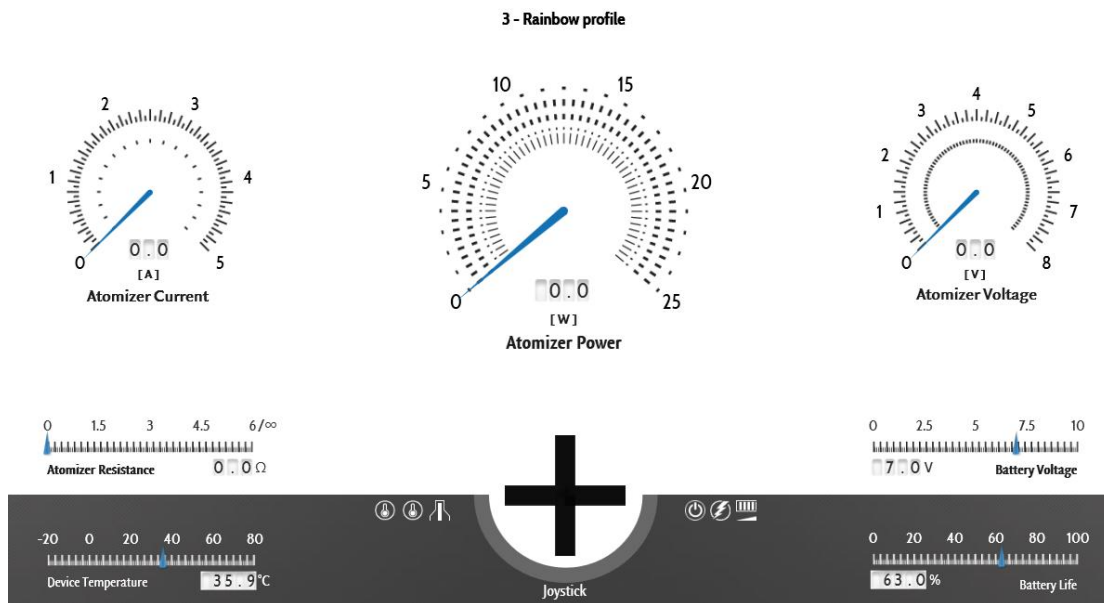 3 - Rainbow profile
0 1 2 3 4 5
0.0
[A]
Atomizer Current
0 5 10 15 20 25
0.0
[W]
Atomizer Power
0 1 2 3 4 5 6 7 8
0.0
[V]
Atomizer Voltage
0 1.5 3 4.5 6/∞
Atomizer Resistance 0.0 Ω
0 2.5 5 7.5 10
7.0 V Battery Voltage
-20 0 20 40 60 80
Device Temperature 35.9 °C
Joystick
0 20 40 60 80 100
63.0 % Battery Life